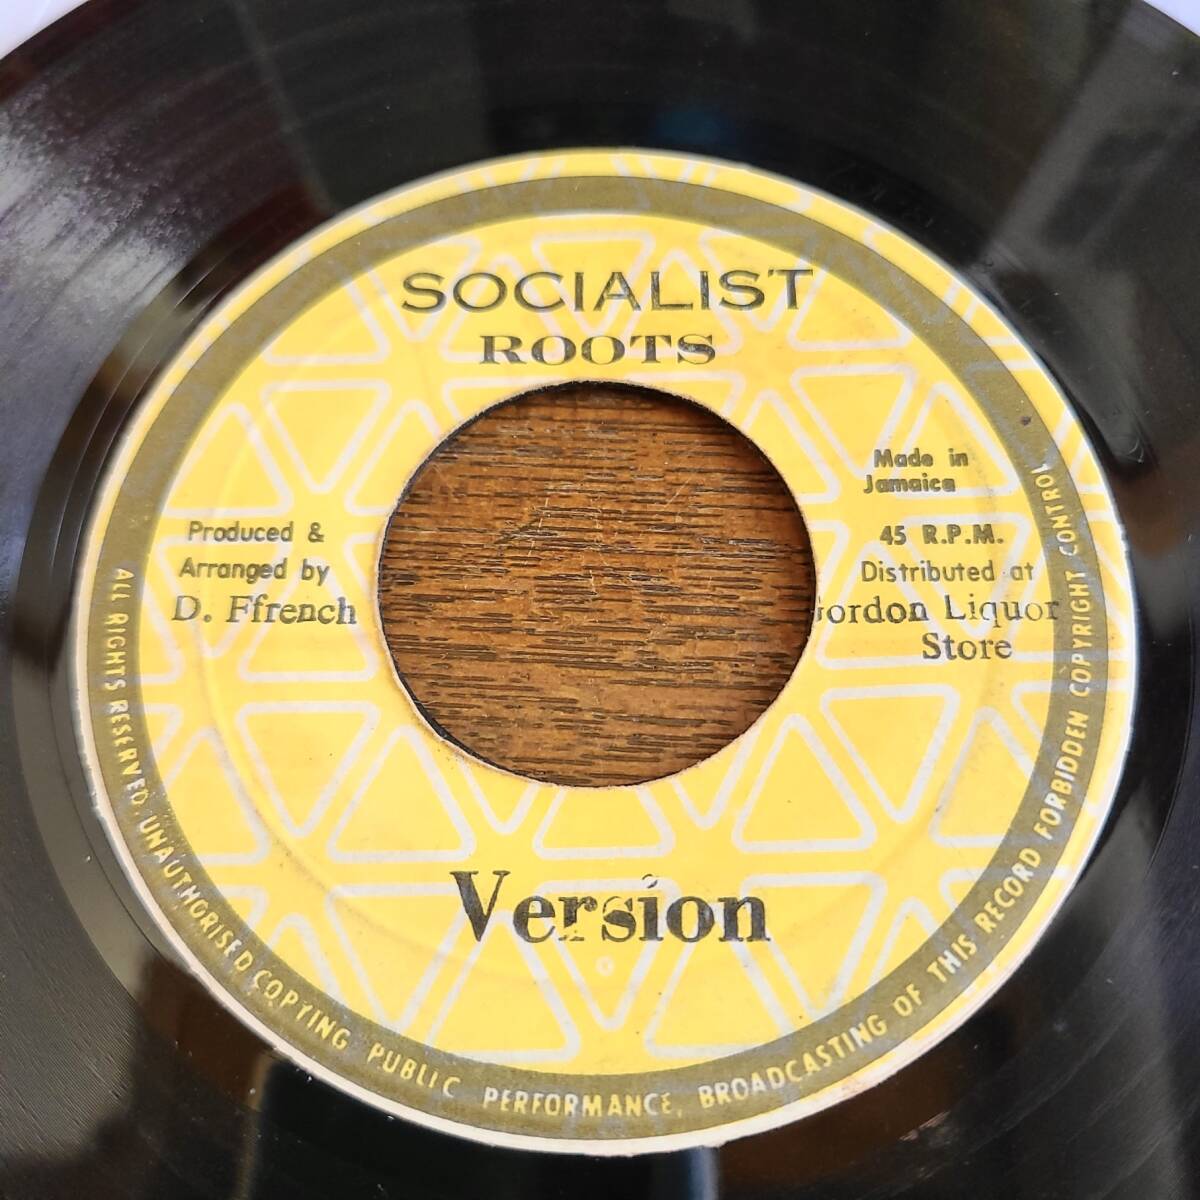 SOCIALIST
ROOTS
Produced &
Arranged by
D. Ffrench
Made in
Jamaica
45 R.P.M.
Distributed at
Gordon Liquor
Store
Version
ALL RIGHTS RESERVED. UNAUTHORISED COPYING PUBLIC PERFORMANCE, BROADCASTING OF THIS RECORD FORBIDDEN COPYRIGHT CONTROL